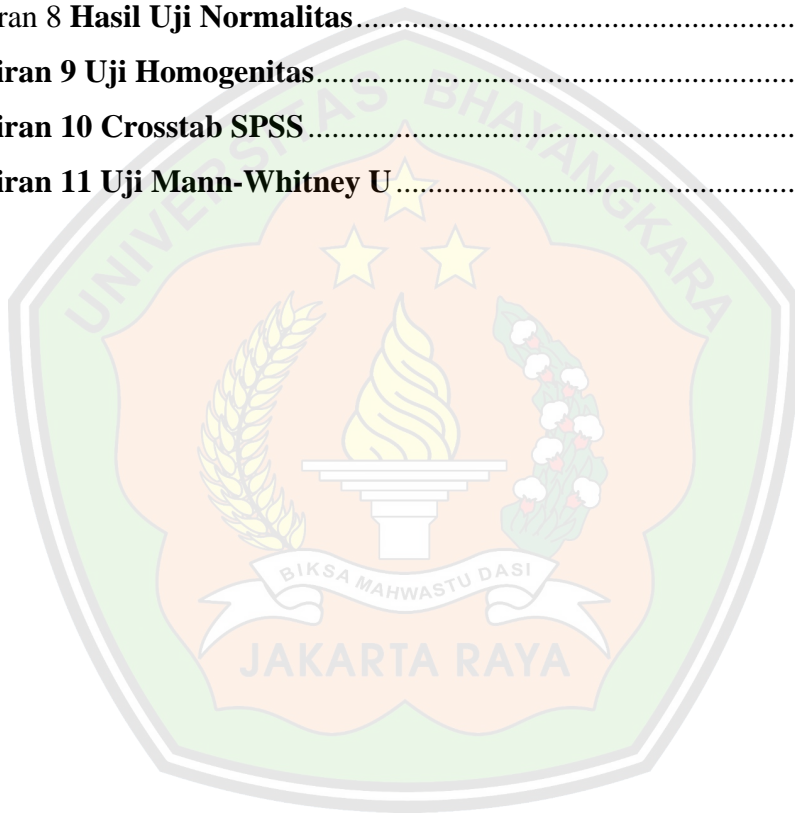 ran 8 Hasil Uji Normalitas........................................................
iran 9 Uji Homogenitas............................................................
iran 10 Crosstab SPSS.............................................................
iran 11 Uji Mann-Whitney U..................................................
UNIVERSITAS BHAYANGKARA
BIKSA MAHWASTU DASI
JAKARTA RAYA